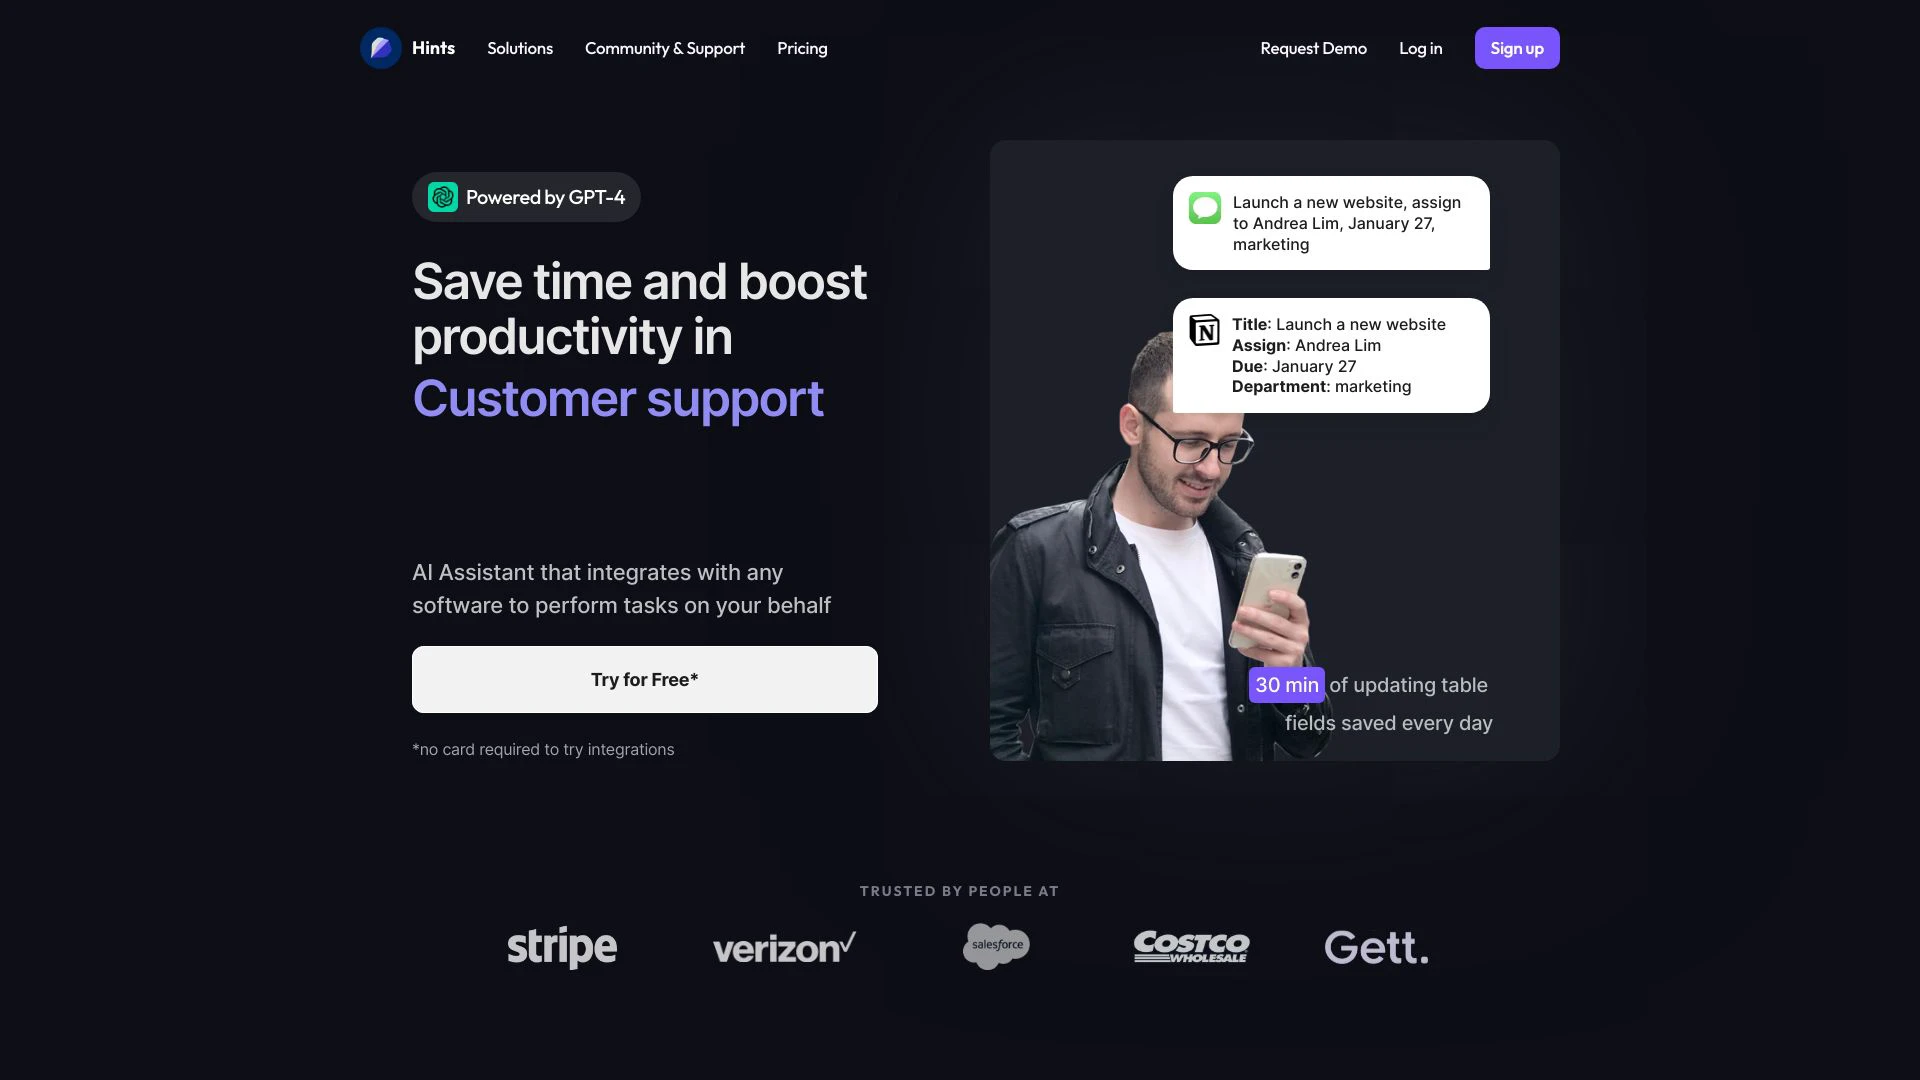 Hints
Solutions
Community & Support
Pricing
Request Demo
Log in
Sign up
Powered by GPT-4
Save time and boost
productivity in
Customer support
AI Assistant that integrates with any
software to perform tasks on your behalf
Try for Free*
*no card required to try integrations
Launch a new website, assign
to Andrea Lim, January 27,
marketing
N
Title: Launch a new website
Assign: Andrea Lim
Due: January 27
Department: marketing
30 min of updating table
fields saved every day
TRUSTED BY PEOPLE AT
stripe
verizon
salesforce
COSTCO
WHOLESALE
Gett.